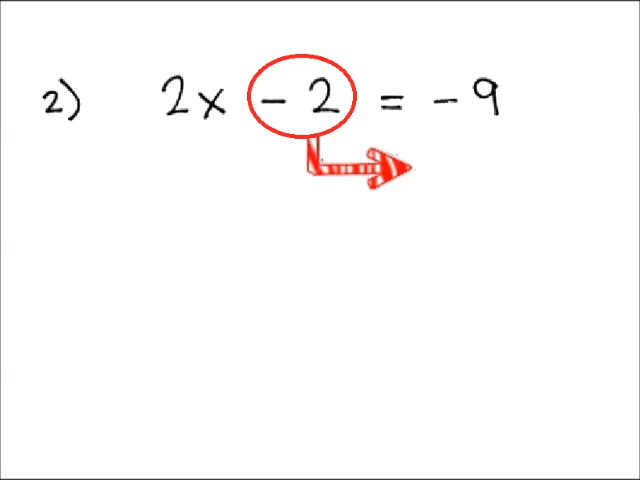 2) 2x - 2 = - 9